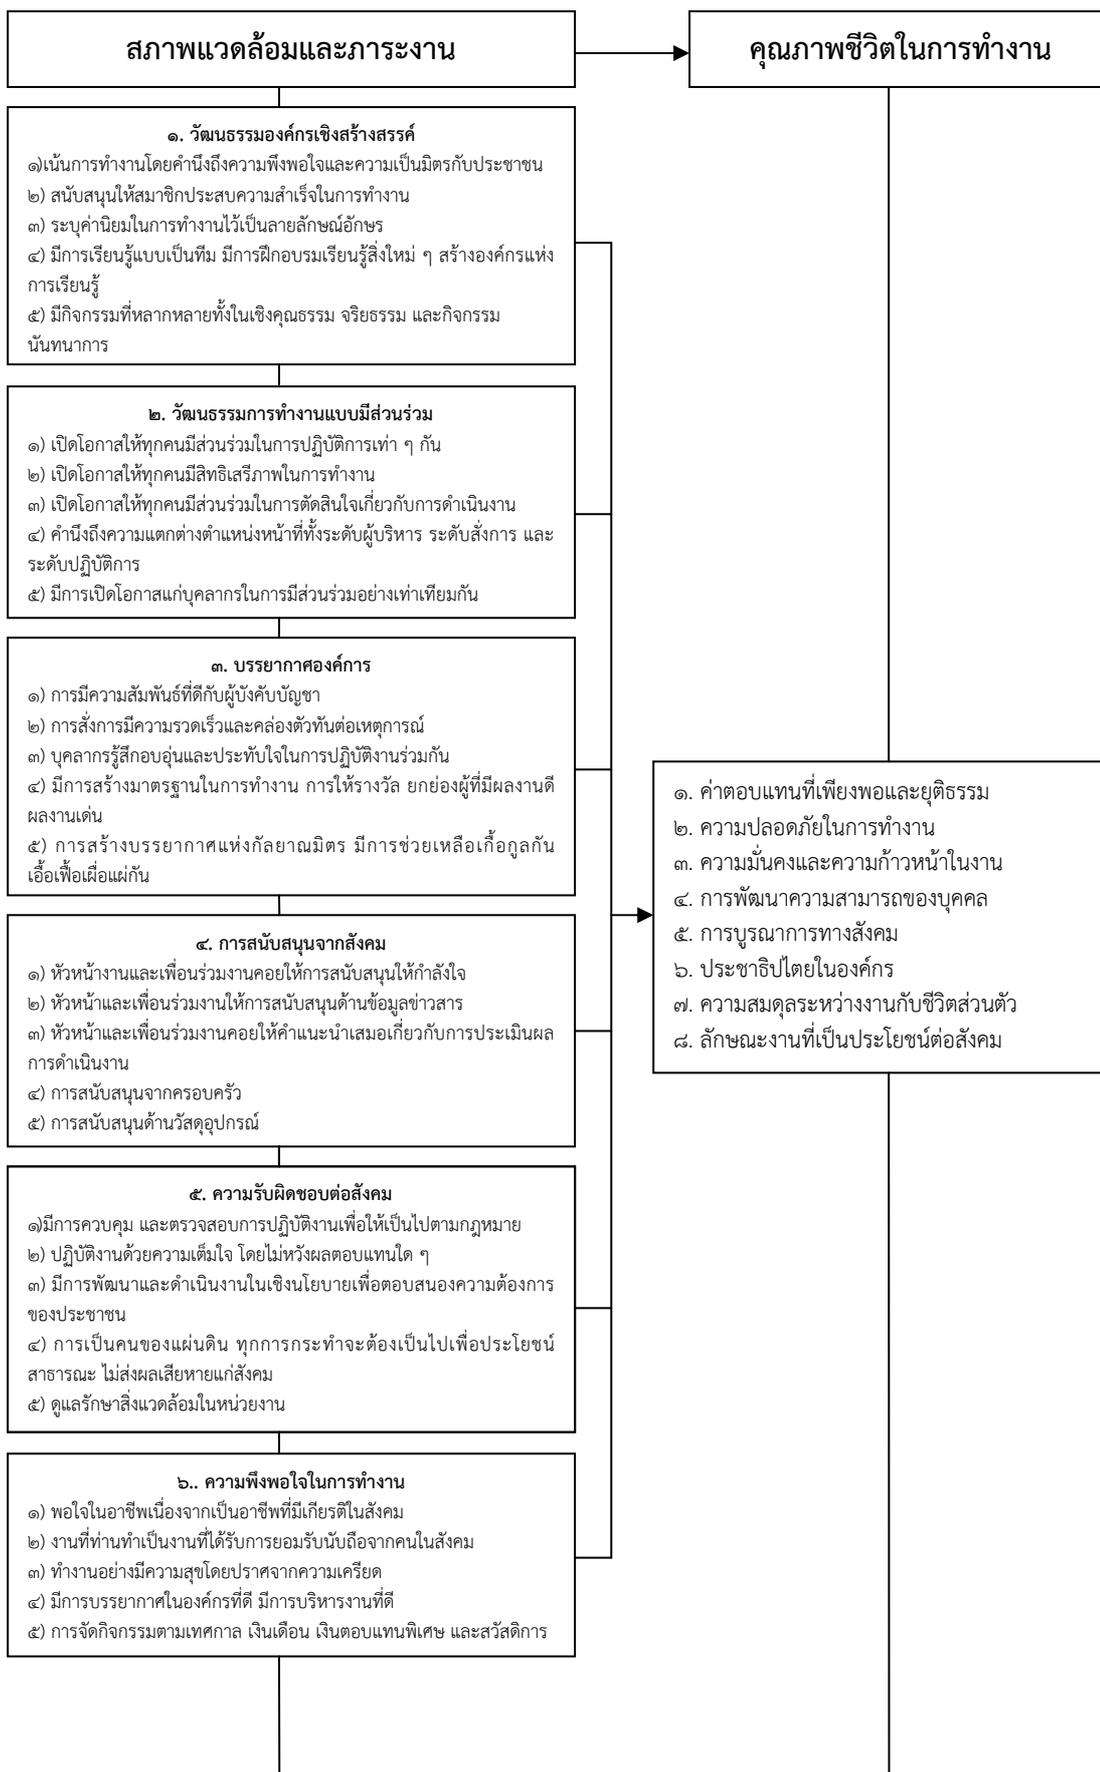 สภาพแวดล้อมและภาระงาน
คุณภาพชีวิตในการทำงาน
๑. วัฒนธรรมองค์กรเชิงสร้างสรรค์
๑)เน้นการทำงานโดยคำนึงถึงความพึงพอใจและความเป็นมิตรกับประชาชน
๒) สนับสนุนให้สมาชิกประสบความสำเร็จในการทำงาน
๓) ระบุค่านิยมในการทำงานไว้เป็นลายลักษณ์อักษร
๔) มีการเรียนรู้แบบเป็นทีม มีการฝึกอบรมเรียนรู้สิ่งใหม่ ๆ สร้างองค์กรแห่ง
การเรียนรู้
๕) มีกิจกรรมที่หลากหลายทั้งในเชิงคุณธรรม จริยธรรม และกิจกรรม
นันทนาการ
๒. วัฒนธรรมการทำงานแบบมีส่วนร่วม
๑) เปิดโอกาสให้ทุกคนมีส่วนร่วมในการปฏิบัติการเท่า ๆ กัน
๒) เปิดโอกาสให้ทุกคนมีสิทธิเสรีภาพในการทำงาน
๓) เปิดโอกาสให้ทุกคนมีส่วนร่วมในการตัดสินใจเกี่ยวกับการดำเนินงาน
๔) คำนึงถึงความแตกต่างตำแหน่งหน้าที่ทั้งระดับผู้บริหาร ระดับสั่งการ และ
ระดับปฏิบัติการ
๕) มีการเปิดโอกาสแก่บุคลากรในการมีส่วนร่วมอย่างเท่าเทียมกัน
๓. บรรยากาศองค์การ
๑) การมีความสัมพันธ์ที่ดีกับผู้บังคับบัญชา
๒) การสั่งการมีความรวดเร็วและคล่องตัวทันต่อเหตุการณ์
๓) บุคลากรรู้สึกอบอุ่นและประทับใจในการปฏิบัติงานร่วมกัน
๔) มีการสร้างมาตรฐานในการทำงาน การให้รางวัล ยกย่องผู้ที่มีผลงานดี
ผลงานเด่น
๕) การสร้างบรรยากาศแห่งกัลยาณมิตร มีการช่วยเหลือเกื้อกูลกัน
เอื้อเฟื้อเผื่อแผ่กัน
๔. การสนับสนุนจากสังคม
๑) หัวหน้างานและเพื่อนร่วมงานคอยให้การสนับสนุนให้กำลังใจ
๒) หัวหน้าและเพื่อนร่วมงานให้การสนับสนุนด้านข้อมูลข่าวสาร
๓) หัวหน้าและเพื่อนร่วมงานคอยให้คำแนะนำเสมอเกี่ยวกับการประเมินผล
การดำเนินงาน
๔) การสนับสนุนจากครอบครัว
๕) การสนับสนุนด้านวัสดุอุปกรณ์
๕. ความรับผิดชอบต่อสังคม
๑)มีการควบคุม และตรวจสอบการปฏิบัติงานเพื่อให้เป็นไปตามกฎหมาย
๒) ปฏิบัติงานด้วยความเต็มใจ โดยไม่หวังผลตอบแทนใด ๆ
๓) มีการพัฒนาและดำเนินงานในเชิงนโยบายเพื่อตอบสนองความต้องการ
ของประชาชน
๔) การเป็นคนของแผ่นดิน ทุกการกระทำจะต้องเป็นไปเพื่อประโยชน์
สาธารณะ ไม่ส่งผลเสียหายแก่สังคม
๕) ดูแลรักษาสิ่งแวดล้อมในหน่วยงาน
๖.. ความพึงพอใจในการทำงาน
๑) พอใจในอาชีพเนื่องจากเป็นอาชีพที่มีเกียรติในสังคม
๒) งานที่ท่านทำเป็นงานที่ได้รับการยอมรับนับถือจากคนในสังคม
๓) ทำงานอย่างมีความสุขโดยปราศจากความเครียด
๔) มีการบรรยากาศในองค์กรที่ดี มีการบริหารงานที่ดี
๕) การจัดกิจกรรมตามเทศกาล เงินเดือน เงินตอบแทนพิเศษ และสวัสดิการ
๑. ค่าตอบแทนที่เพียงพอและยุติธรรม
๒. ความปลอดภัยในการทำงาน
๓. ความมั่นคงและความก้าวหน้าในงาน
๔. การพัฒนาความสามารถของบุคคล
๕. การบูรณาการทางสังคม
๖. ประชาธิปไตยในองค์กร
๗. ความสมดุลระหว่างงานกับชีวิตส่วนตัว
๘. ลักษณะงานที่เป็นประโยชน์ต่อสังคม